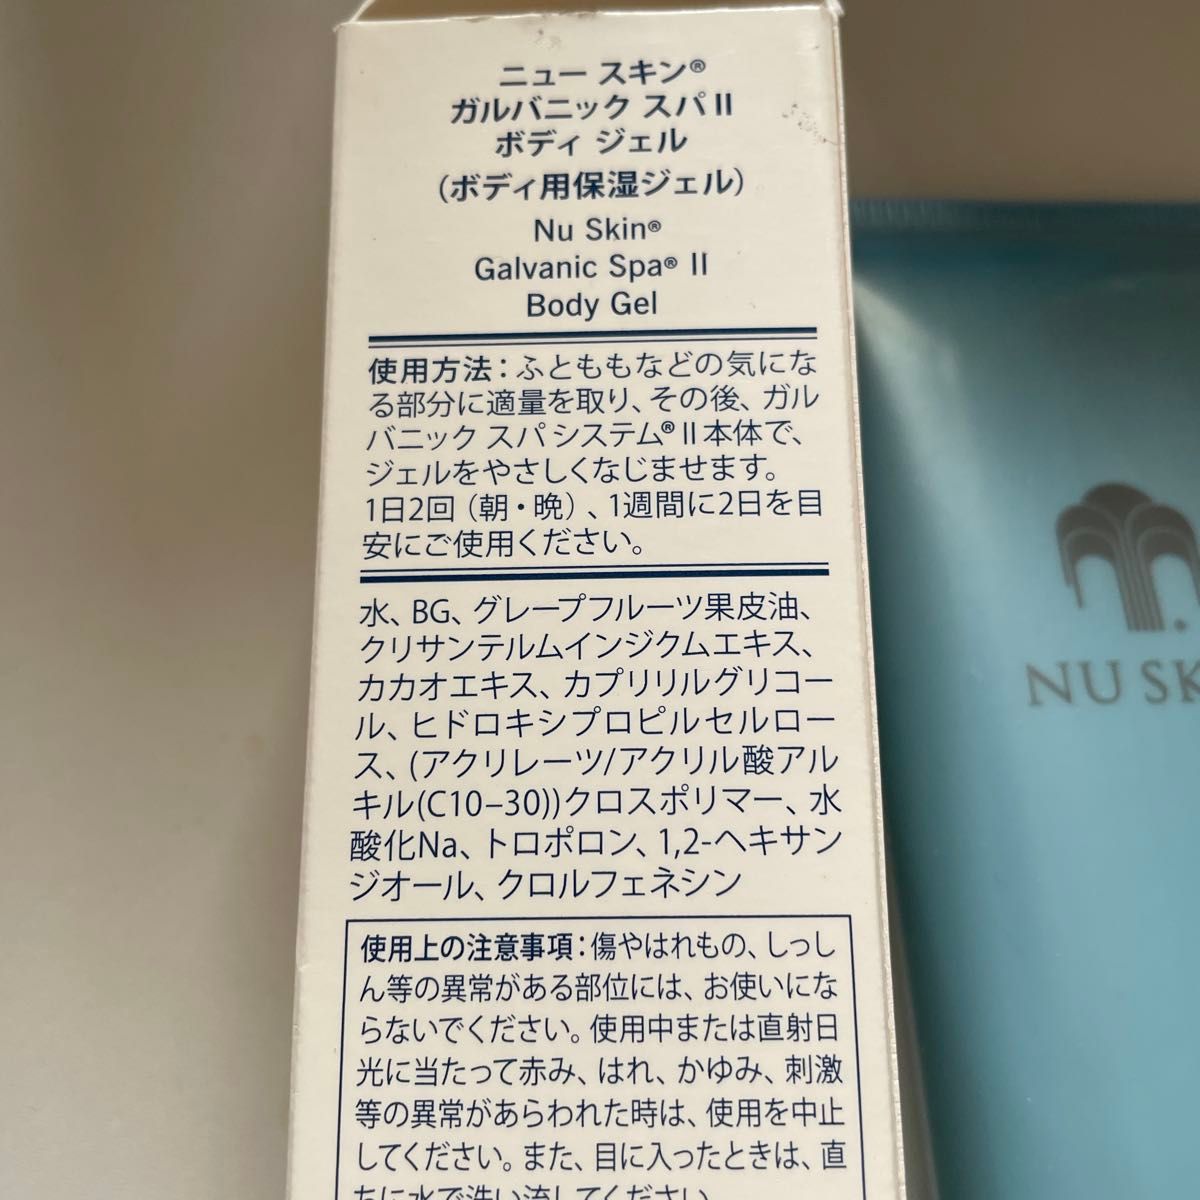 ニュー スキン®
ガルバニック スパ II
ボディ ジェル
（ボディ用保湿ジェル）
Nu Skin®
Galvanic Spa® II
Body Gel
使用方法：ふとももなどの気にな
る部分に適量を取り、その後、ガル
バニック スパ システム® II 本体で、
ジェルをやさしくなじませます。
1日2回（朝・晩）、1週間に2日を目
安にご使用ください。
水、BG、グレープフルーツ果皮油、
クリサンテルムインジクムエキス、
カカオエキス、カプリリルグリコー
ル、ヒドロキシプロピルセルロー
ス、（アクリレーツ/アクリル酸アル
キル(C10–30))クロスポリマー、水
酸化Na、トロポロン、1,2-ヘキサン
ジオール、クロルフェネシン
使用上の注意事項：傷やはれもの、しっし
ん等の異常がある部位には、お使いにな
らないでください。使用中または直射日
光に当たって赤み、はれ、かゆみ、刺激
等の異常があらわれた時は、使用を中止
してください。また、目に入ったときは、直
ちに水で洗い流してください。
NU SK